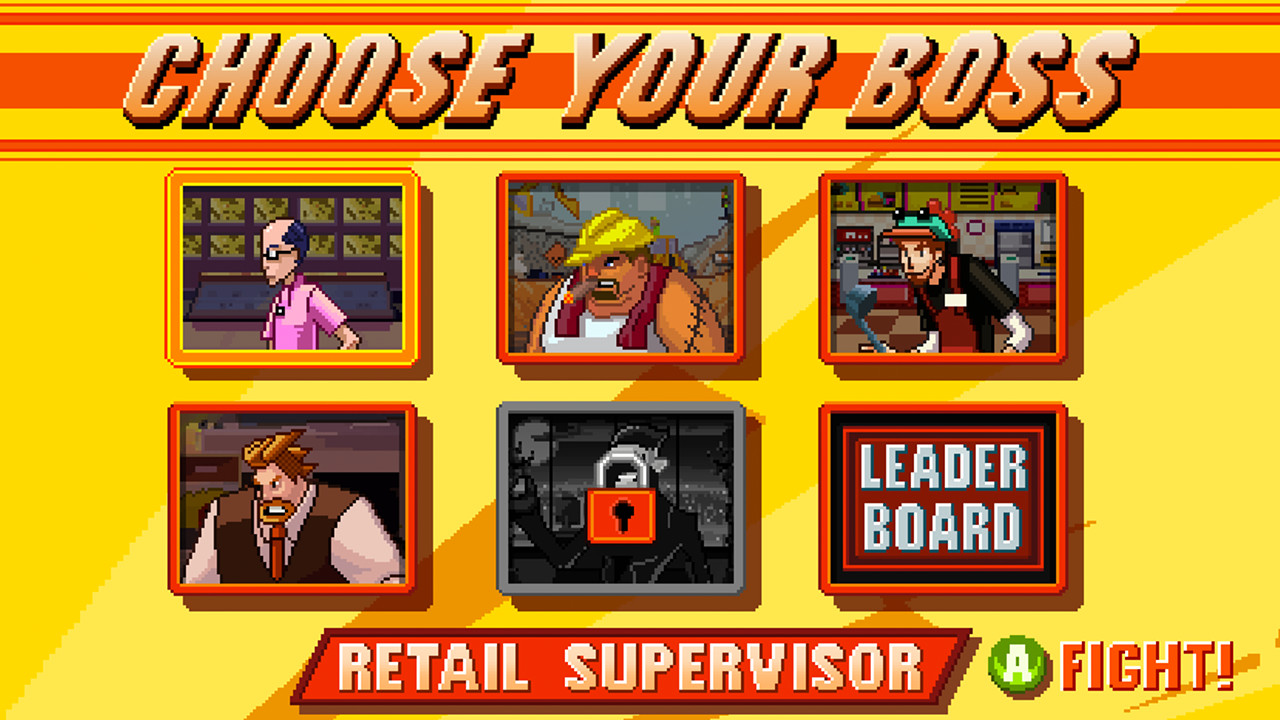 CHOOSE YOUR BOSS
LEADER
BOARD
RETAIL SUPERVISOR
A FIGHT!